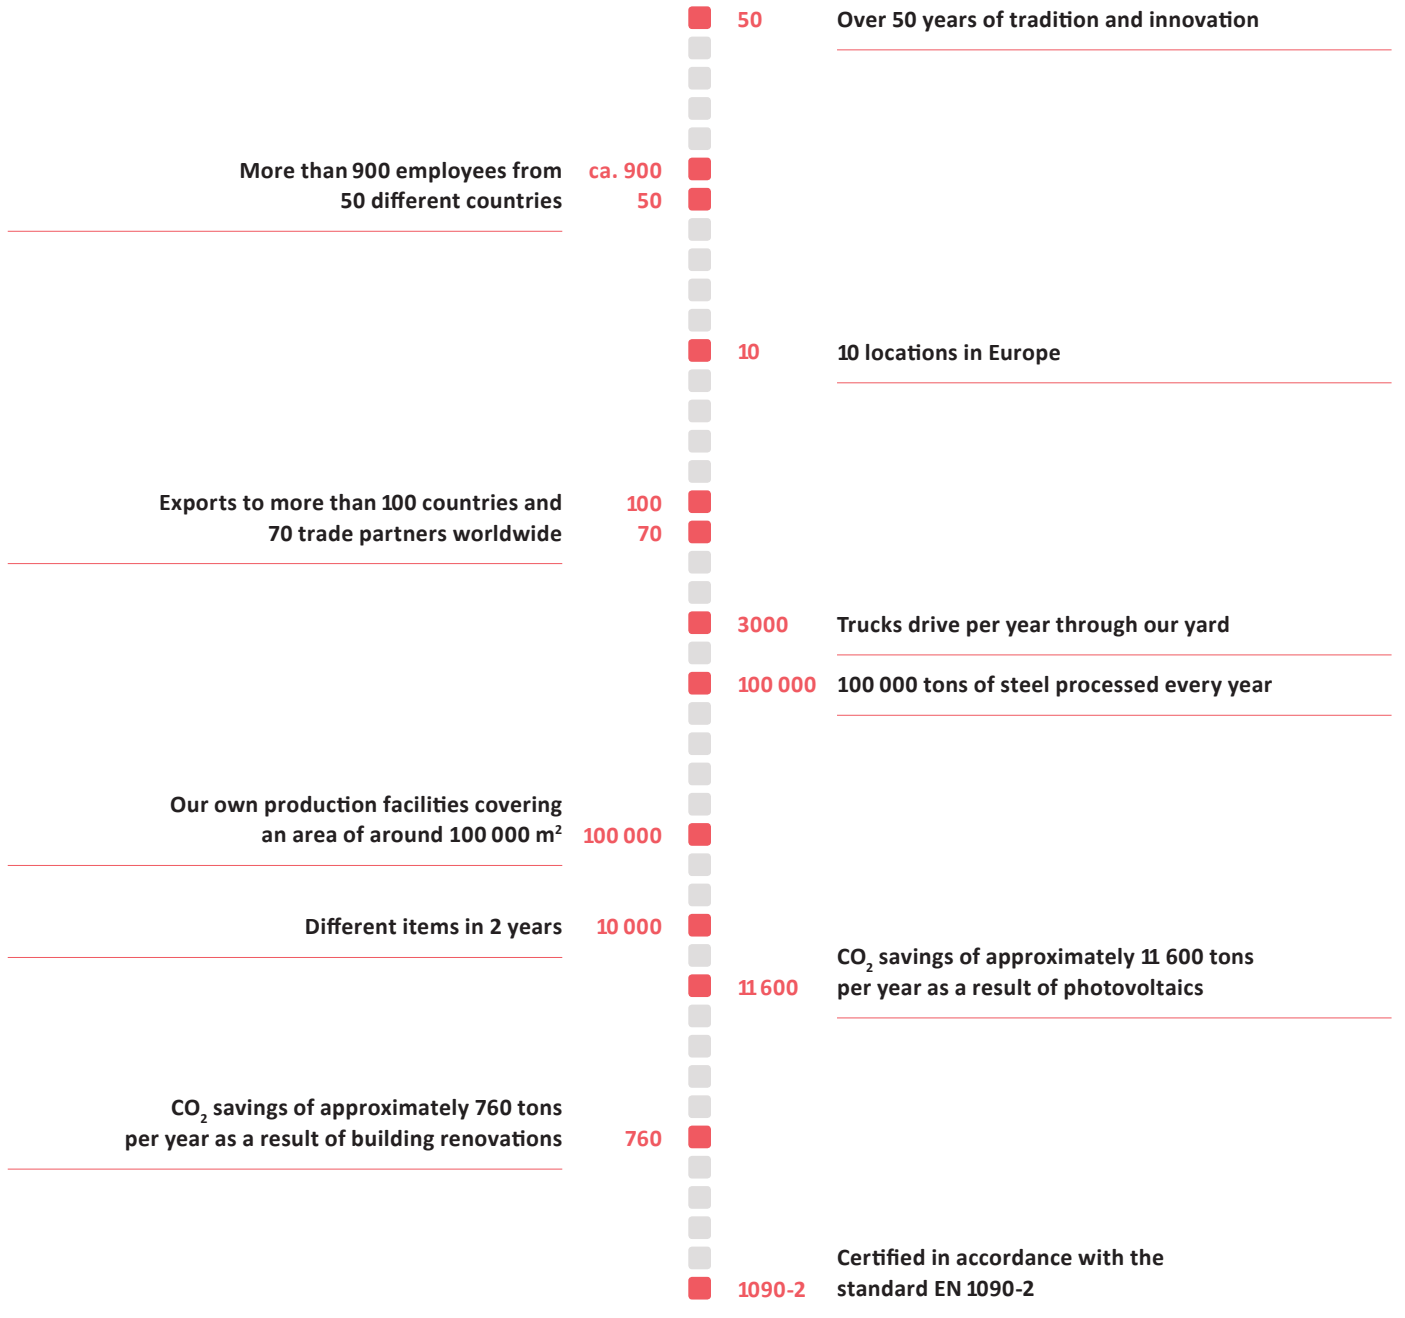 50 Over 50 years of tradition and innovation
More than 900 employees from ca. 900
50 different countries 50
10 10 locations in Europe
Exports to more than 100 countries and 100
70 trade partners worldwide 70
3000 Trucks drive per year through our yard
100 000 100 000 tons of steel processed every year
Our own production facilities covering
an area of around 100 000 m² 100 000
Different items in 2 years 10 000
CO₂ savings of approximately 11 600 tons
11 600 per year as a result of photovoltaics
CO₂ savings of approximately 760 tons
per year as a result of building renovations 760
Certified in accordance with the
1090-2 standard EN 1090-2